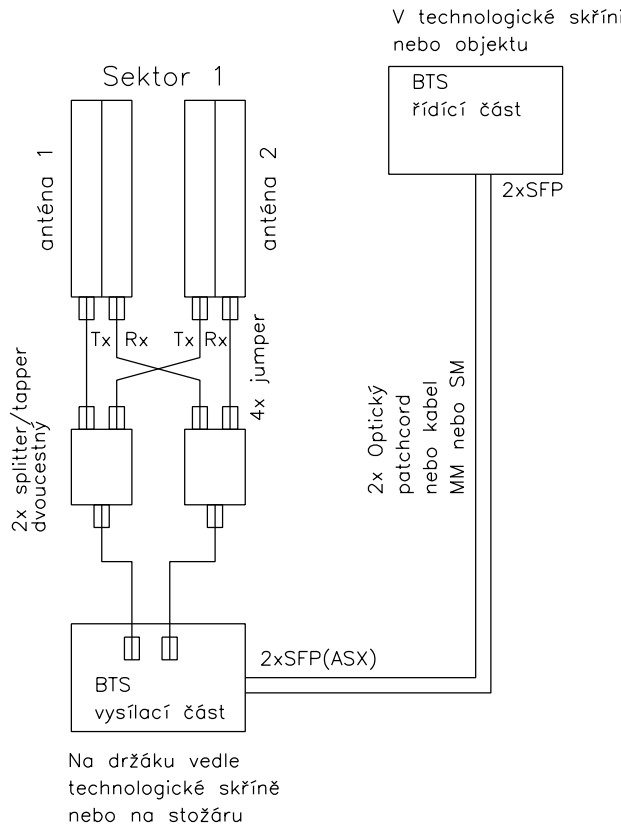 V technologické skříni
nebo objektu
Sektor 1
BTS
řídící část
anténa 1
anténa 2
2xSFP
Tx Rx
Tx Rx
4x jumper
2x splitter/tapper
dvoucestný
2x Optický
patchcord
nebo kabel
MM nebo SM
2xSFP(ASX)
BTS
vysílací část
Na držáku vedle
technologické skříně
nebo na stožáru